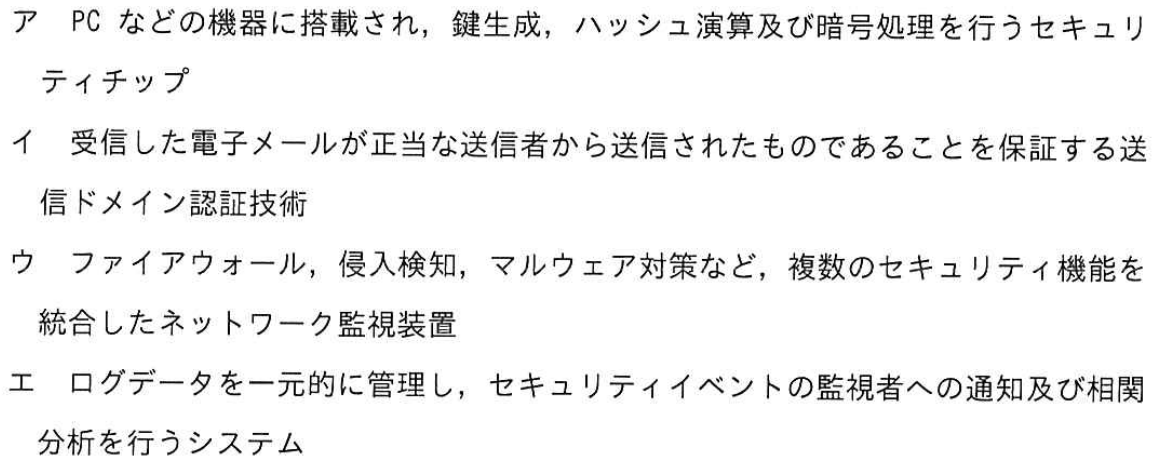 ア　PC などの機器に搭載され，鍵生成，ハッシュ演算及び暗号処理を行うセキュリ
ティチップ
イ　受信した電子メールが正当な送信者から送信されたものであることを保証する送
信ドメイン認証技術
ウ　ファイアウォール，侵入検知，マルウェア対策など，複数のセキュリティ機能を
統合したネットワーク監視装置
エ　ログデータを一元的に管理し，セキュリティイベントの監視者への通知及び相関
分析を行うシステム